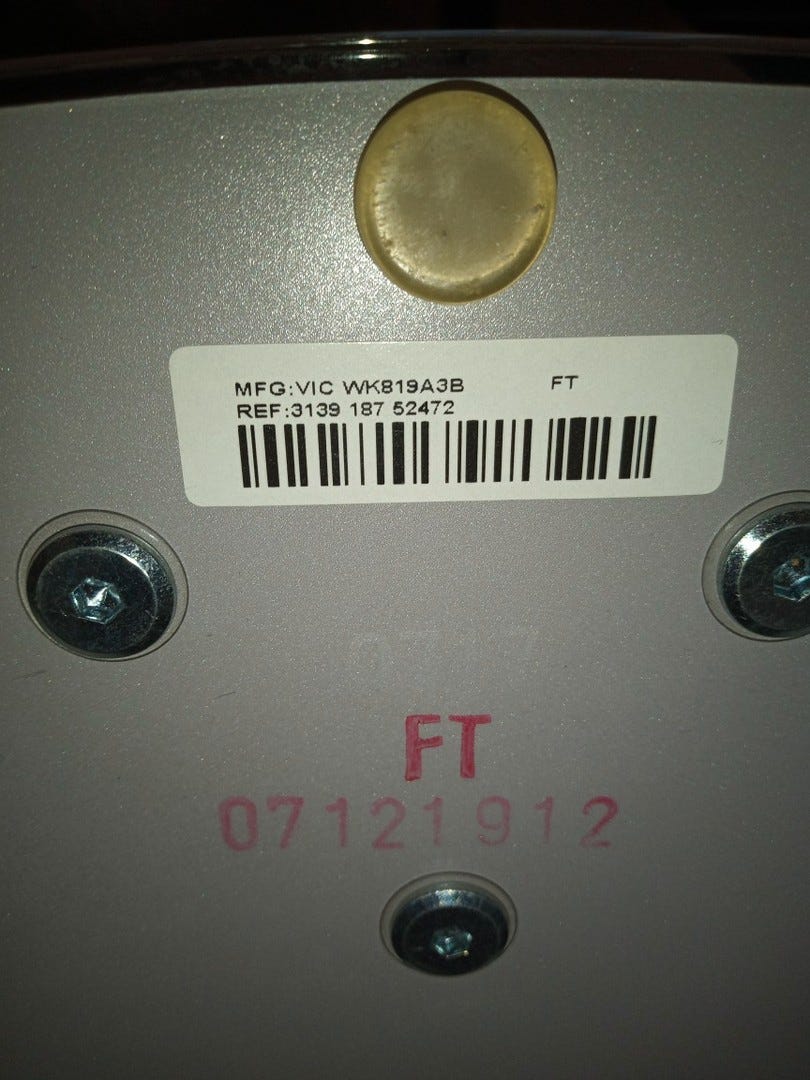 MFG:VIC WK819A3B FT
REF:3139 187 52472
FT
07121912